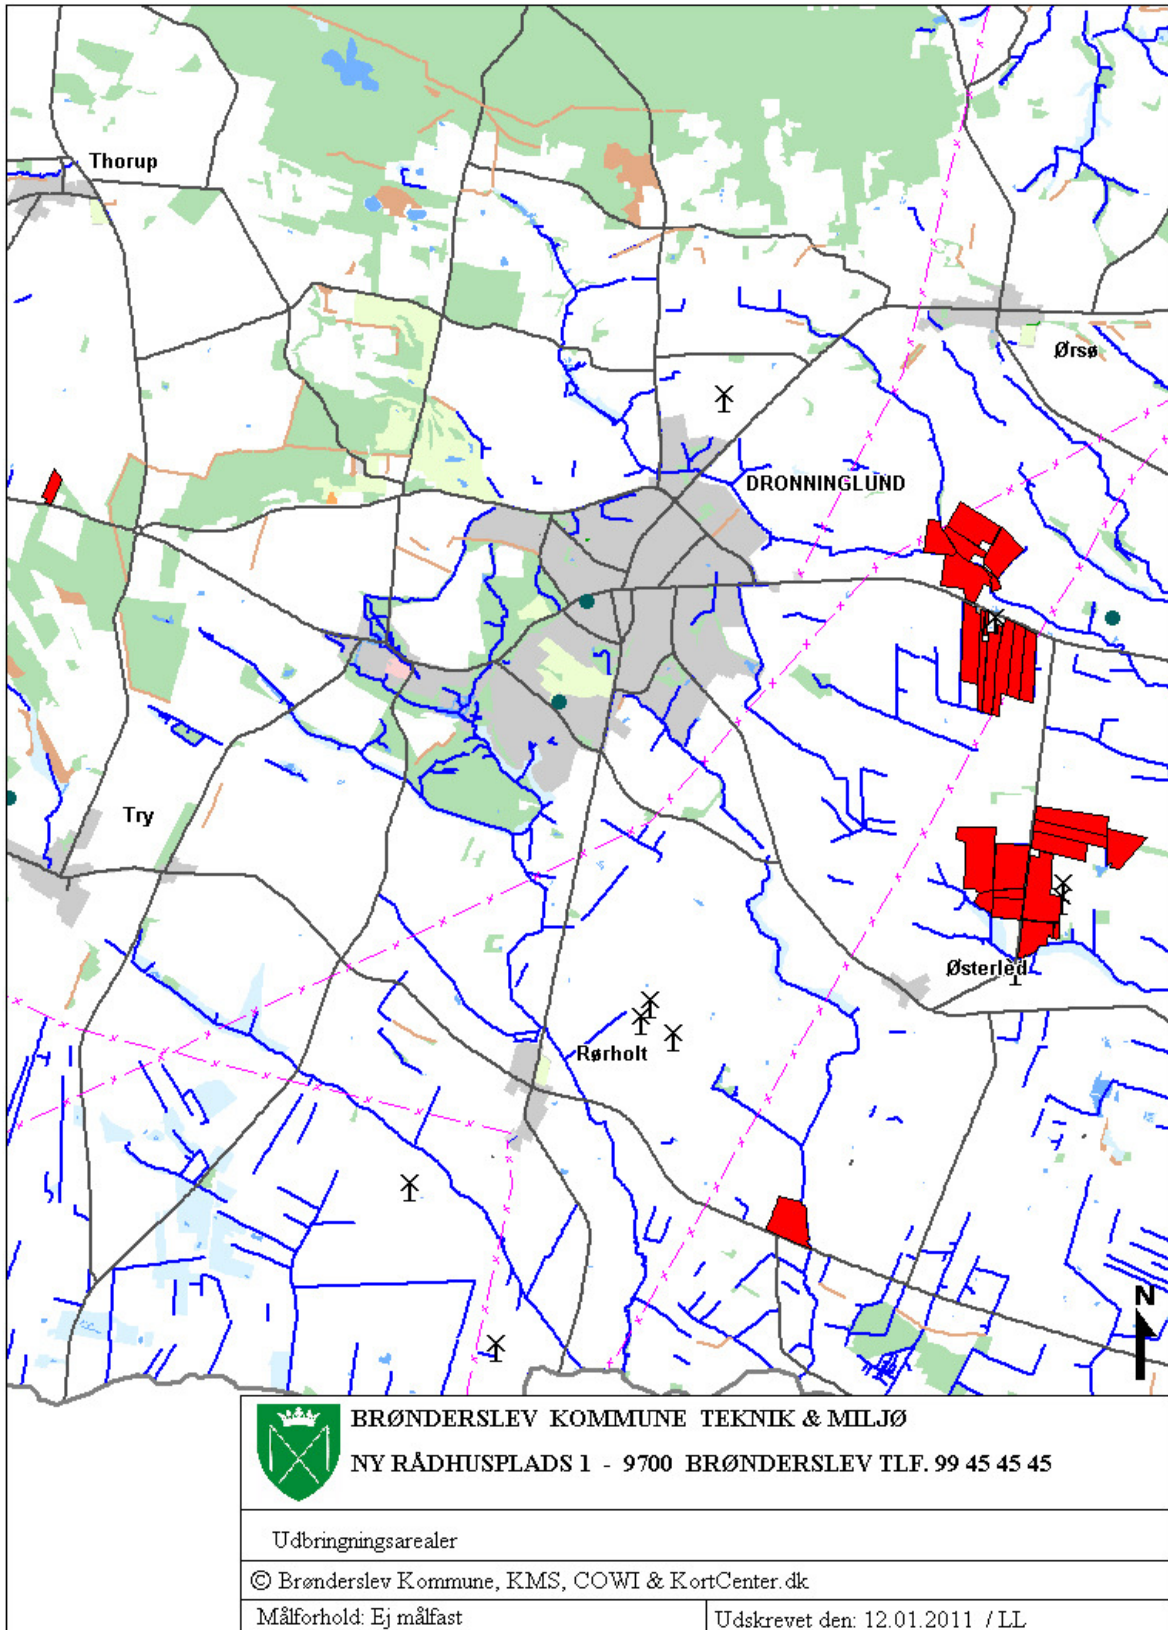 Thorup
Ørsø
DRONNINGLUND
Try
Østerled
Rørholt
N
BRØNDERSLEV KOMMUNE TEKNIK & MILJØ
NY RÅDHUSPLADS 1 - 9700 BRØNDERSLEV TLF. 99 45 45 45
Udbringningsarealer
© Brønderslev Kommune, KMS, COWI & KortCenter.dk
Målforhold: Ej målfast
Udskrevet den: 12.01.2011 / LL